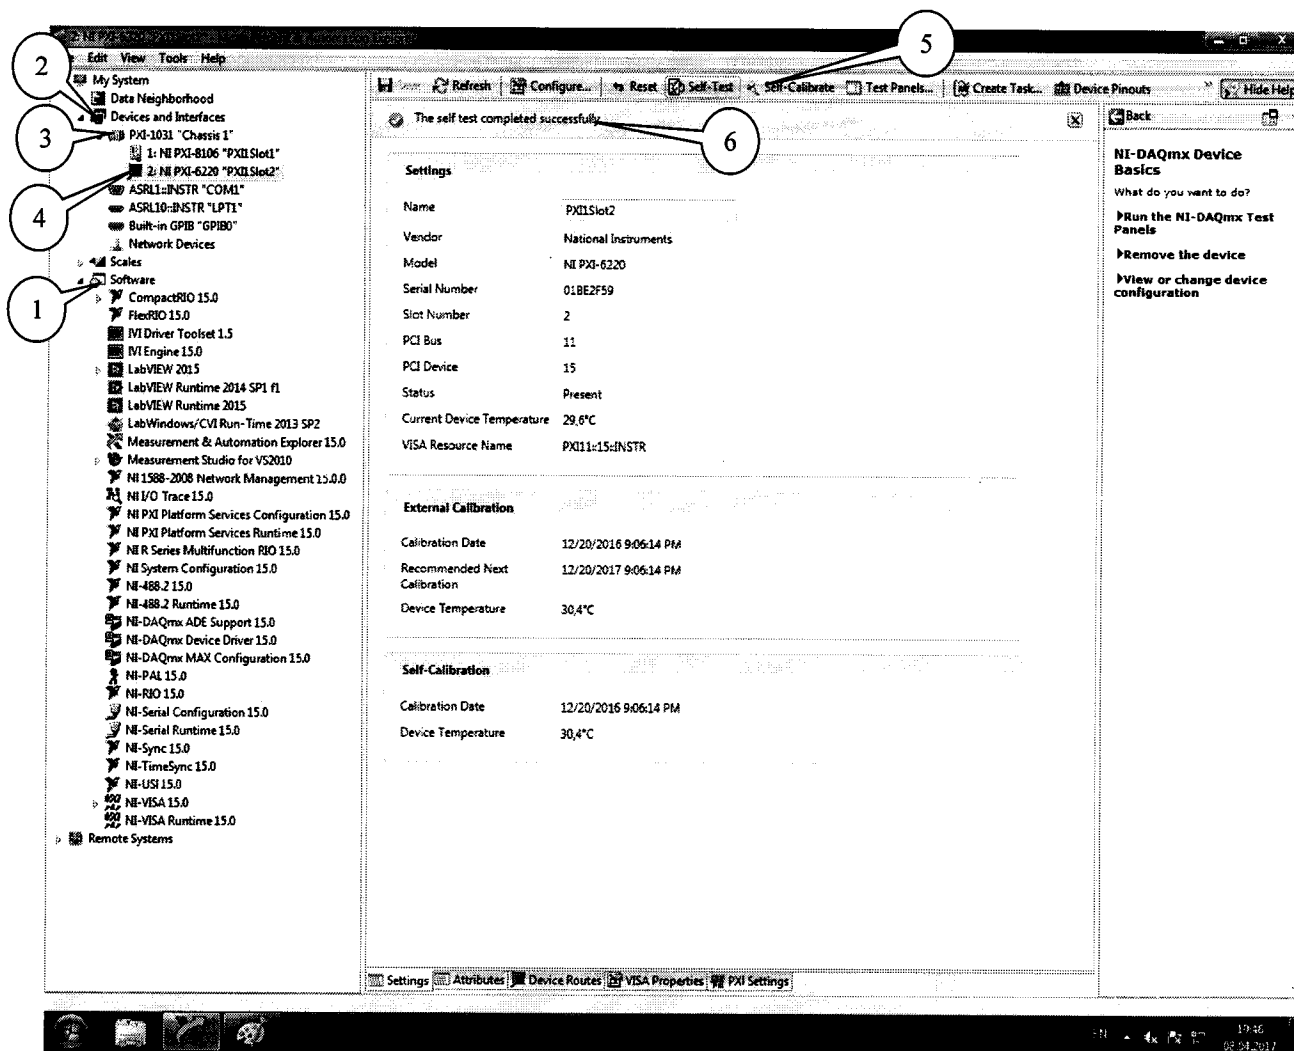 Edit View Tools Help
My System
Data Neighborhood
Devices and Interfaces
PXI-1031 "Chassis 1"
1: NI PXI-8106 "PXI1Slot1"
2: NI PXI-6220 "PXI1Slot2"
ASRL1::INSTR "COM1"
ASRL10::INSTR "LPT1"
Built-in GPIB "GPIB0"
Network Devices
Scales
Software
CompactRIO 15.0
FlexRIO 15.0
IVI Driver Toolset 1.5
IVI Engine 15.0
LabVIEW 2015
LabVIEW Runtime 2014 SP1 f1
LabVIEW Runtime 2015
LabWindows/CVI Run-Time 2013 SP2
Measurement & Automation Explorer 15.0
Measurement Studio for VS2010
NI 1588-2008 Network Management 15.0.0
NI I/O Trace 15.0
NI PXI Platform Services Configuration 15.0
NI PXI Platform Services Runtime 15.0
NI R Series Multifunction RIO 15.0
NI System Configuration 15.0
NI-488.2 15.0
NI-488.2 Runtime 15.0
NI-DAQmx ADE Support 15.0
NI-DAQmx Device Driver 15.0
NI-DAQmx MAX Configuration 15.0
NI-PAL 15.0
NI-RIO 15.0
NI-Serial Configuration 15.0
NI-Serial Runtime 15.0
NI-Sync 15.0
NI-TimeSync 15.0
NI-USI 15.0
NI-VISA 15.0
NI-VISA Runtime 15.0
Remote Systems
2
3
4
1
5
6
Save Refresh Configure... Reset Self-Test Self-Calibrate Test Panels... Create Task... Device Pinouts » Hide Help
The self test completed successfully.
Settings
Name PXI1Slot2
Vendor National Instruments
Model NI PXI-6220
Serial Number 01BE2F59
Slot Number 2
PCI Bus 11
PCI Device 15
Status Present
Current Device Temperature 29,6°C
VISA Resource Name PXI11::15::INSTR
External Calibration
Calibration Date 12/20/2016 9:06:14 PM
Recommended Next Calibration 12/20/2017 9:06:14 PM
Device Temperature 30,4°C
Self-Calibration
Calibration Date 12/20/2016 9:06:14 PM
Device Temperature 30,4°C
Settings Attributes Device Routes VISA Properties PXI Settings
Back
NI-DAQmx Device
Basics
What do you want to do?
Run the NI-DAQmx Test
Panels
Remove the device
View or change device
configuration
EN
19:46
08.04.2017